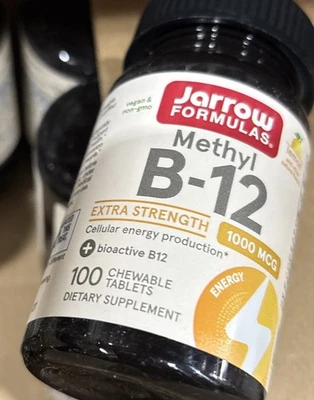 vegan &
non-gmo
Jarrow
FORMULAS®
Methyl
B-12
EXTRA STRENGTH
1000 MCG
Cellular energy production*
+ bioactive B12
100 CHEWABLE
TABLETS
DIETARY SUPPLEMENT
ENERGY